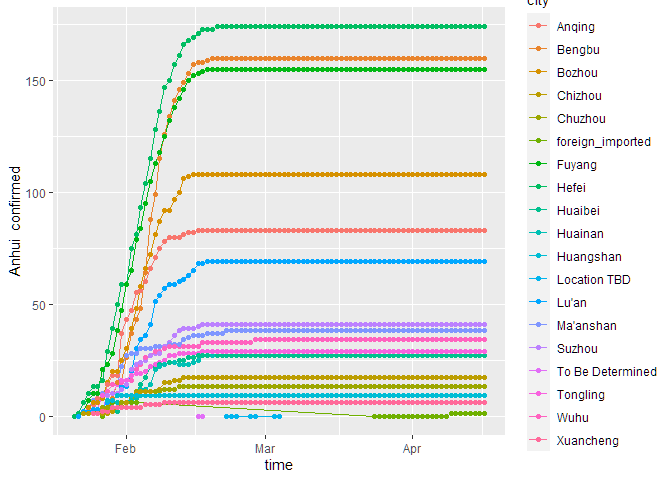 city
Anqing
Bengbu
Bozhou
Chizhou
Chuzhou
foreign_imported
Fuyang
Hefei
Huaibei
Huainan
Huangshan
Location TBD
Lu'an
Ma'anshan
Suzhou
To Be Determined
Tongling
Wuhu
Xuancheng
Anhui confirmed
150
100
50
0
Feb
Mar
Apr
time